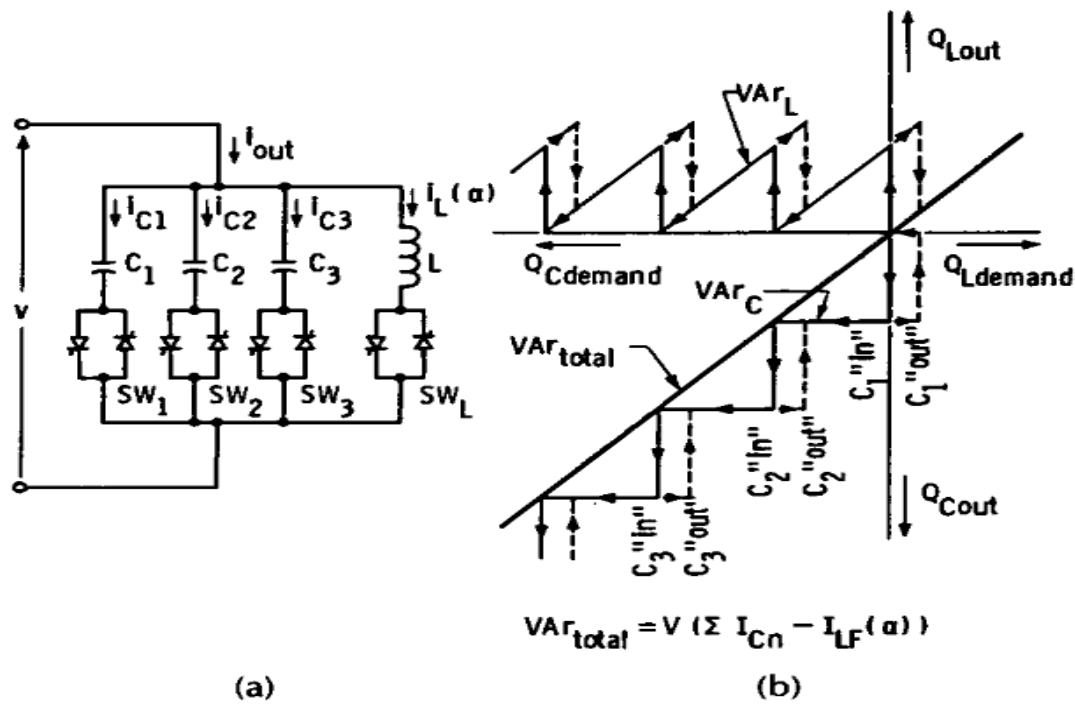 i_out
i_C1
i_C2
i_C3
i_L(α)
C_1
C_2
C_3
L
v
SW_1
SW_2
SW_3
SW_L
(a)
Q_Lout
VAr_L
Q_Cdemand
Q_Ldemand
VAr_C
VAr_total
C_1"in"
C_1"out"
C_2"in"
C_2"out"
C_3"in"
C_3"out"
Q_Cout
VAr_total = V (Σ I_Cn − I_LF(α))
(b)